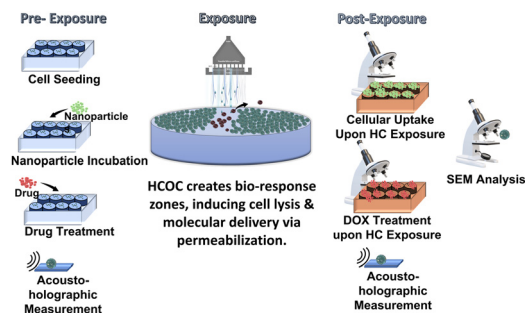 Pre- Exposure
Cell Seeding
Nanoparticle
Nanoparticle Incubation
Drug
Drug Treatment
Acousto-
holographic
Measurement
Exposure
HCOC creates bio-response
zones, inducing cell lysis &
molecular delivery via
permeabilization.
Post-Exposure
Cellular Uptake
Upon HC Exposure
DOX Treatment
upon HC Exposure
Acousto-
holographic
Measurement
SEM Analysis